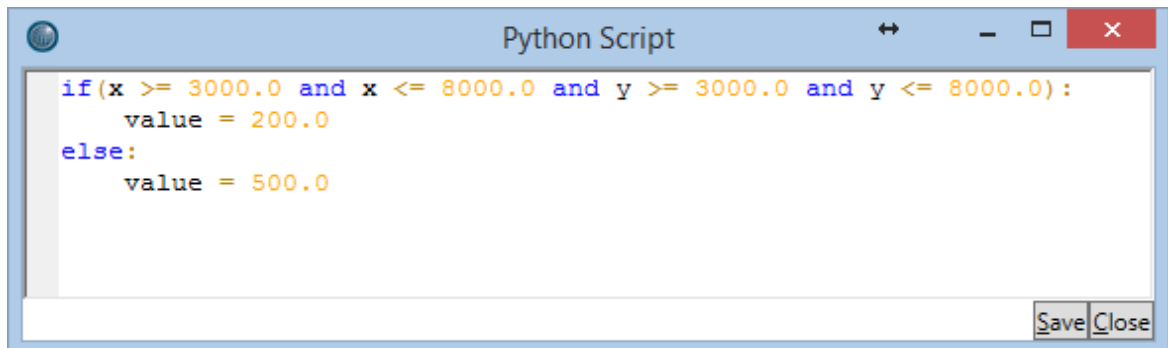 Python Script
if(x >= 3000.0 and x <= 8000.0 and y >= 3000.0 and y <= 8000.0):
    value = 200.0
else:
    value = 500.0
Save Close